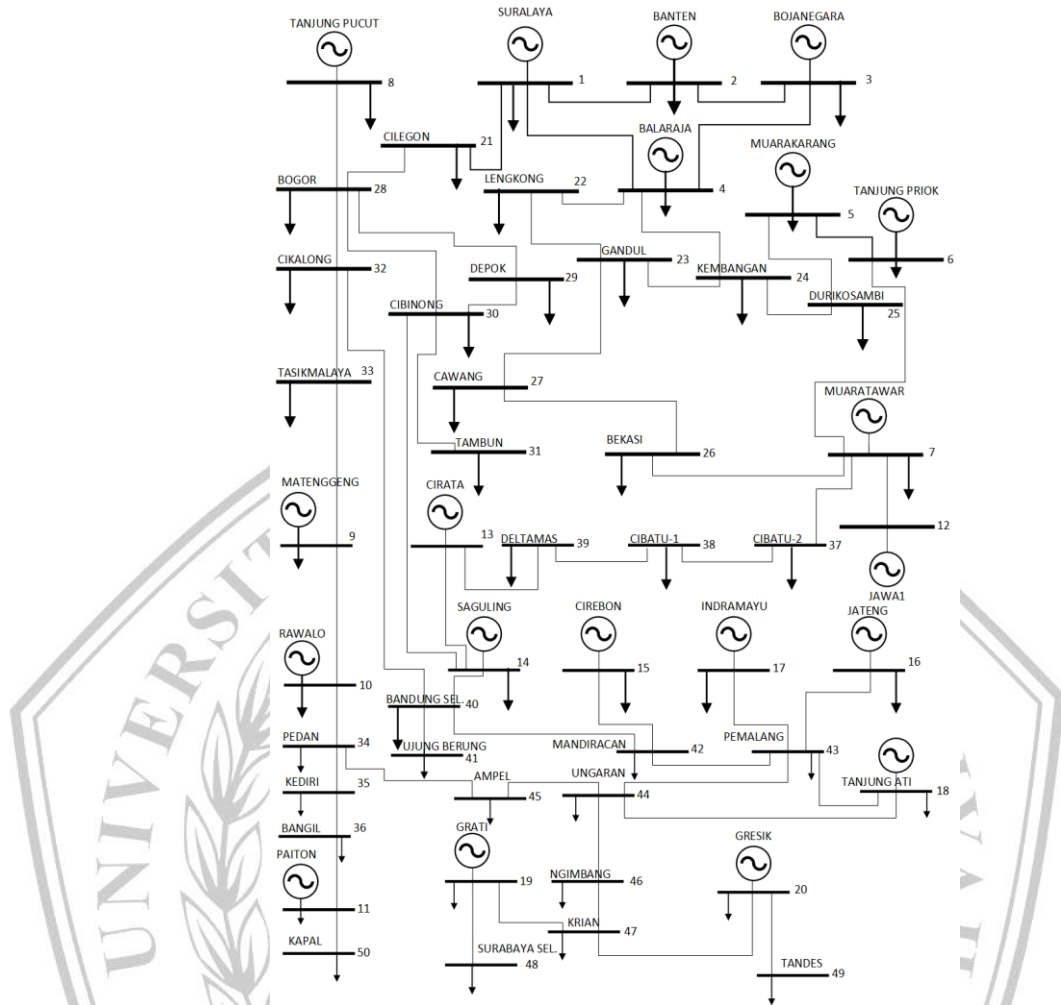 TANJUNG PUCUT
SURALAYA
BANTEN
BOJANEGARA
8
1
2
3
CILEGON
21
BALARAJA
MUARAKARANG
BOGOR
28
LENGKONG
22
4
TANJUNG PRIOK
5
CIKALONG
32
DEPOK
29
GANDUL
23
KEMBANGAN
24
6
CIBINONG
30
DURIKOSAMBI
25
TASIKMALAYA
33
CAWANG
27
MUARATAWAR
TAMBUN
31
BEKASI
26
7
MATENGGENG
CIRATA
9
13
DELTAMAS
39
CIBATU-1
38
CIBATU-2
37
12
JAWA1
SAGULING
CIREBON
INDRAMAYU
JATENG
RAWALO
14
15
17
16
10
BANDUNG SEL.
40
PEDAN
34
UJUNG BERUNG
41
MANDIRACAN
42
PEMALANG
43
KEDIRI
35
AMPEL
45
UNGARAN
44
TANJUNG ATI
18
BANGIL
36
GRATI
GRESIK
PAITON
19
NGIMBANG
46
20
11
KRIAN
47
KAPAL
50
SURABAYA SEL.
48
TANDES
49
UNIVERSIT